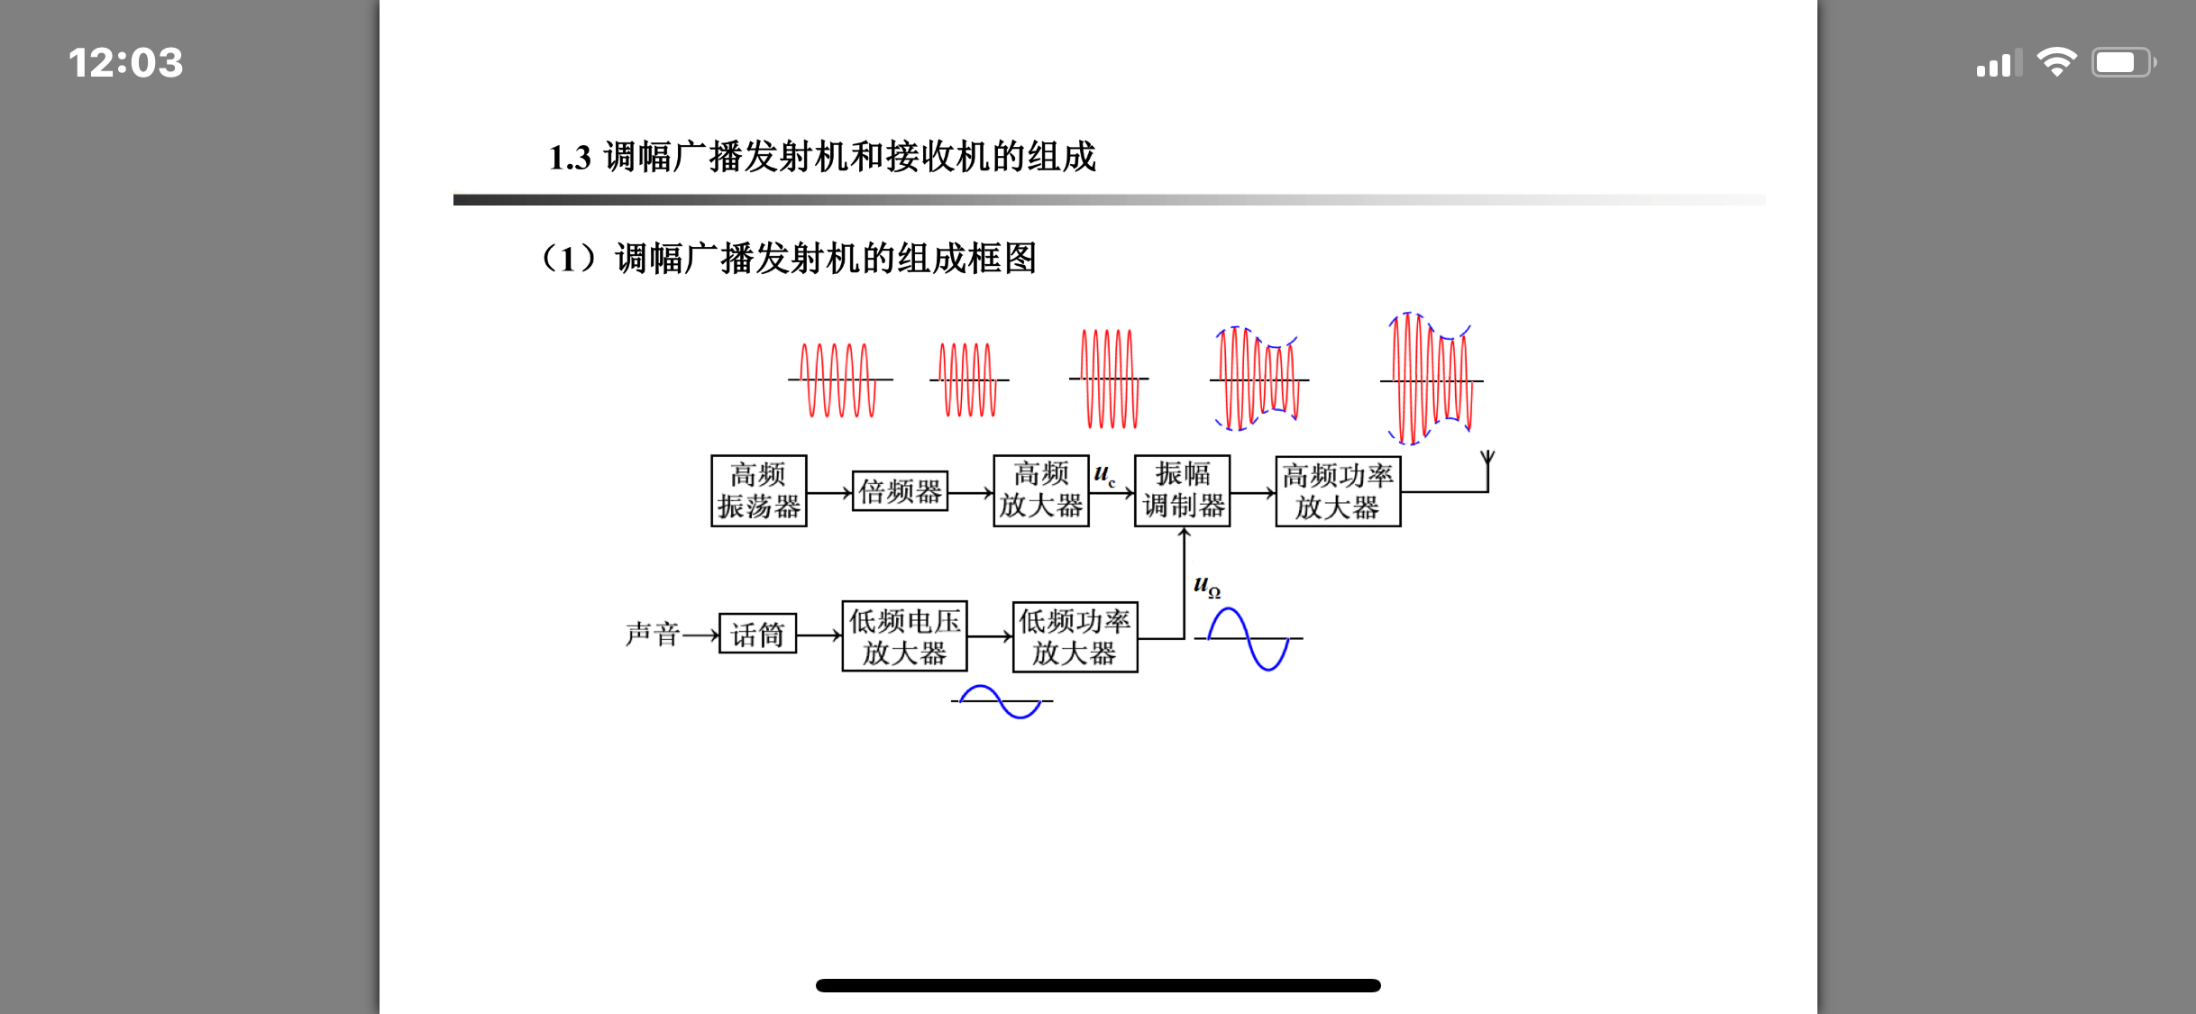 12:03
1.3 调幅广播发射机和接收机的组成
（1）调幅广播发射机的组成框图
高频
振荡器
倍频器
高频
放大器
uc
振幅
调制器
高频功率
放大器
uΩ
声音
话筒
低频电压
放大器
低频功率
放大器